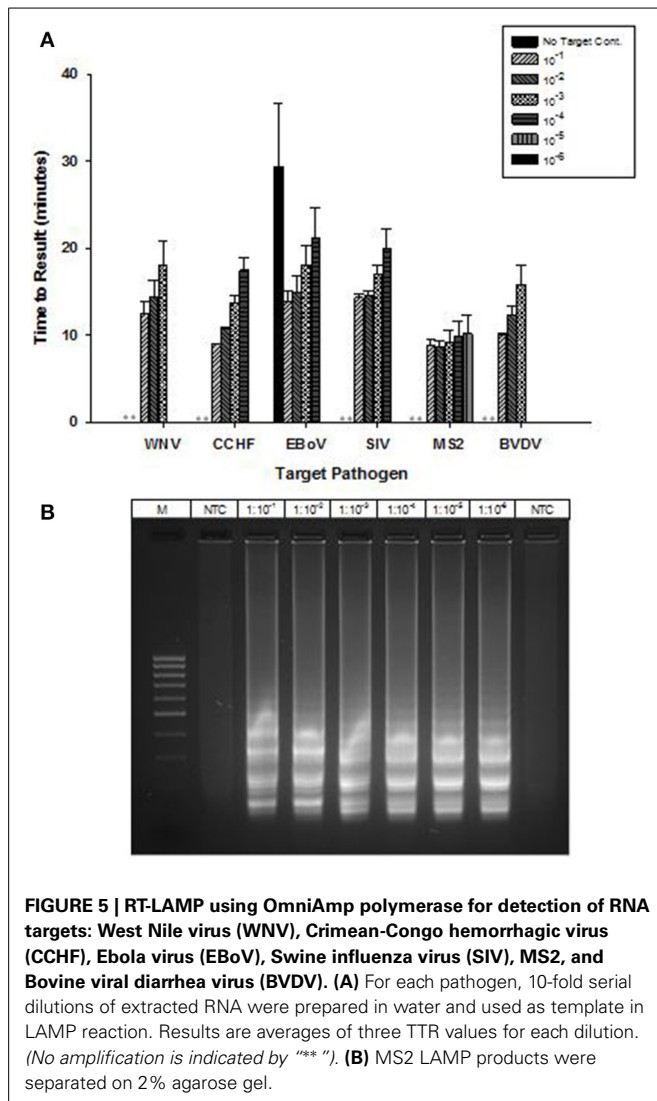 A
No Target Cont.
10-1
10-2
10-3
10-4
10-5
10-6
40
30
20
10
0
Time to Result (minutes)
** ** ** ** **
WNV CCHF EBoV SIV MS2 BVDV
Target Pathogen
B
M NTC 1:10-1 1:10-2 1:10-3 1:10-4 1:10-5 1:10-6 NTC
FIGURE 5 | RT-LAMP using OmniAmp polymerase for detection of RNA
targets: West Nile virus (WNV), Crimean-Congo hemorrhagic virus
(CCHF), Ebola virus (EBoV), Swine influenza virus (SIV), MS2, and
Bovine viral diarrhea virus (BVDV). (A) For each pathogen, 10-fold serial
dilutions of extracted RNA were prepared in water and used as template in
LAMP reaction. Results are averages of three TTR values for each dilution.
(No amplification is indicated by “** ”). (B) MS2 LAMP products were
separated on 2% agarose gel.